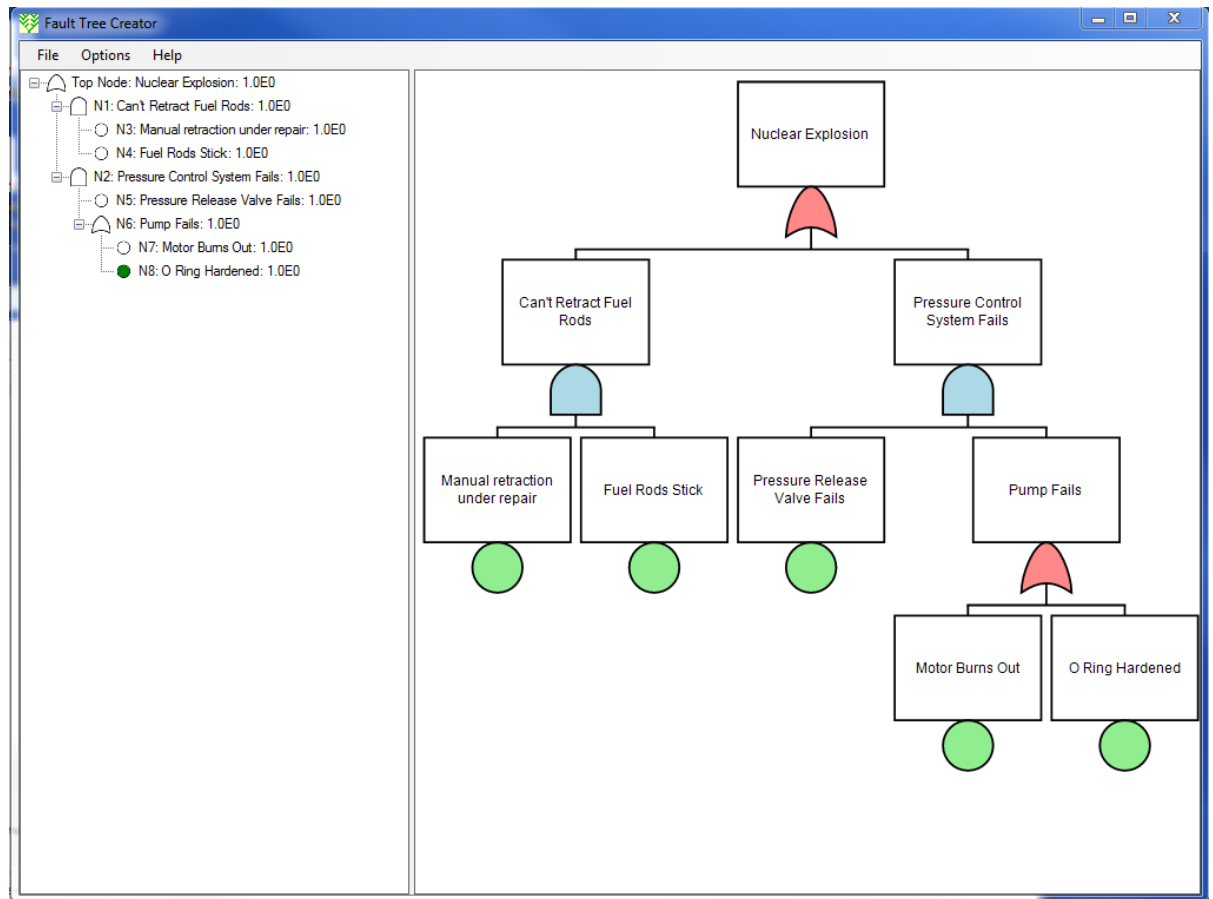 Fault Tree Creator
File Options Help
Top Node: Nuclear Explosion: 1.0E0
N1: Can't Retract Fuel Rods: 1.0E0
N3: Manual retraction under repair: 1.0E0
N4: Fuel Rods Stick: 1.0E0
N2: Pressure Control System Fails: 1.0E0
N5: Pressure Release Valve Fails: 1.0E0
N6: Pump Fails: 1.0E0
N7: Motor Burns Out: 1.0E0
N8: O Ring Hardened: 1.0E0
Nuclear Explosion
Can't Retract Fuel
Rods
Pressure Control
System Fails
Manual retraction
under repair
Fuel Rods Stick
Pressure Release
Valve Fails
Pump Fails
Motor Burns Out
O Ring Hardened